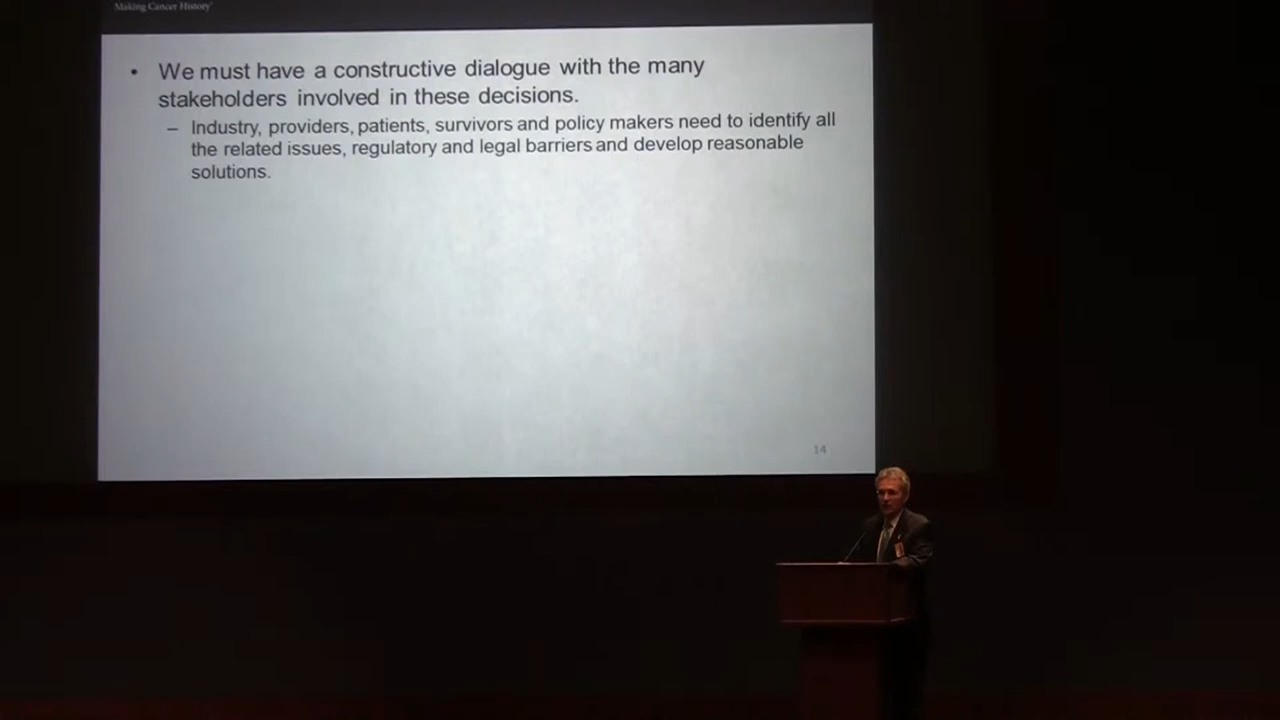 Making Cancer History®
• We must have a constructive dialogue with the many
stakeholders involved in these decisions.
– Industry, providers, patients, survivors and policy makers need to identify all
the related issues, regulatory and legal barriers and develop reasonable
solutions.
14